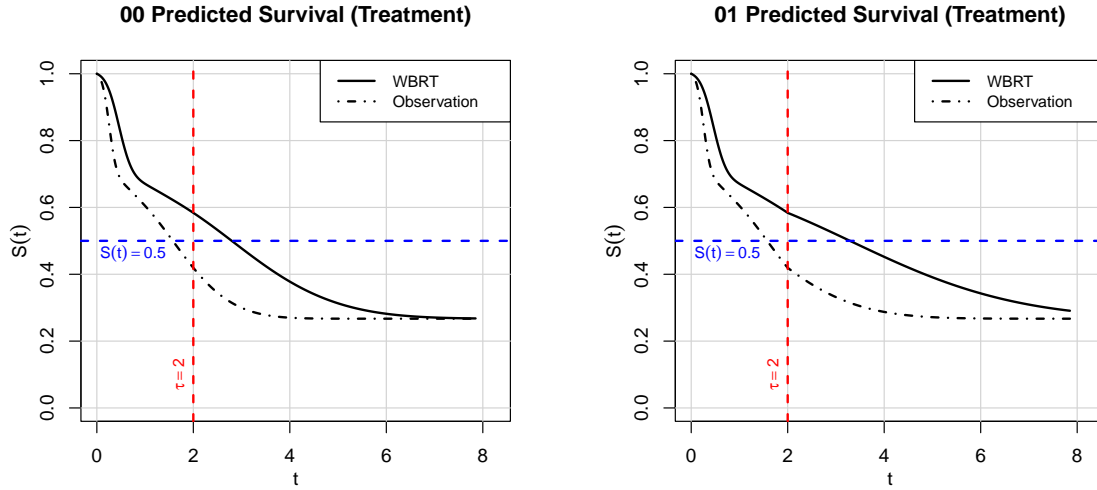 00 Predicted Survival (Treatment)
WBRT
Observation
S(t)
1.0
0.8
0.6
0.4
0.2
0.0
S(t) = 0.5
τ = 2
0 2 4 6 8
t
01 Predicted Survival (Treatment)
WBRT
Observation
S(t)
1.0
0.8
0.6
0.4
0.2
0.0
S(t) = 0.5
τ = 2
0 2 4 6 8
t